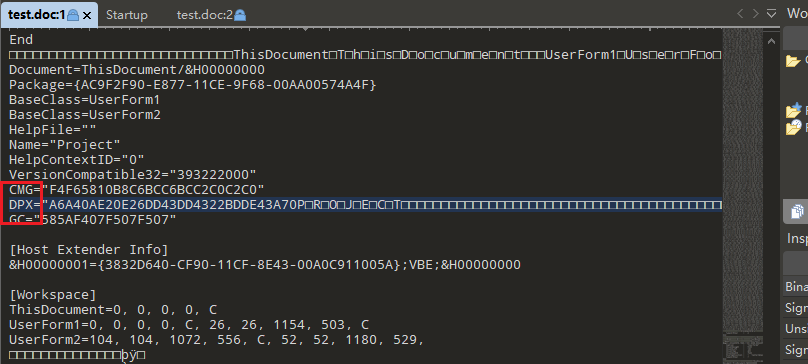 test.doc:1 Startup test.doc:2 Wo
End
□□□□□□□□□□□□□□□□□□□□□□□□□□□□ThisDocument□T□h□i□s□D□o□c□u□m□e□n□t□□□UserForm1□U□s□e□r□F□o□
Document=ThisDocument/&H00000000
Package={AC9F2F90-E877-11CE-9F68-00AA00574A4F}
BaseClass=UserForm1
BaseClass=UserForm2
HelpFile=""
Name="Project"
HelpContextID="0"
VersionCompatible32="393222000"
CMG="F4F65810B8C6BCC6BCC2C0C2C0"
DPX="A6A40AE20E26DD43DD4322BDDE43A70P□R□O□J□E□C□T□□□□□□□□□□□□□□□□□□□□□□□□□□□□□□□□□□□□□□□□
GC="585AF407F507F507"
[Host Extender Info]
&H00000001={3832D640-CF90-11CF-8E43-00A0C911005A};VBE;&H00000000
[Workspace]
ThisDocument=0, 0, 0, 0, C
UserForm1=0, 0, 0, 0, C, 26, 26, 1154, 503, C
UserForm2=104, 104, 1072, 556, C, 52, 52, 1180, 529,
□□□□□□□□□□□□□□þÿ□
Insp
Bina
Sign
Uns
Sign